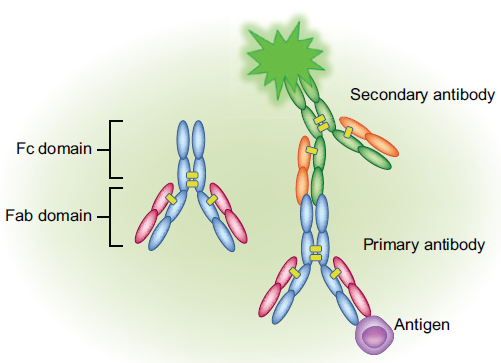 Secondary antibody
Fc domain
Fab domain
Primary antibody
Antigen